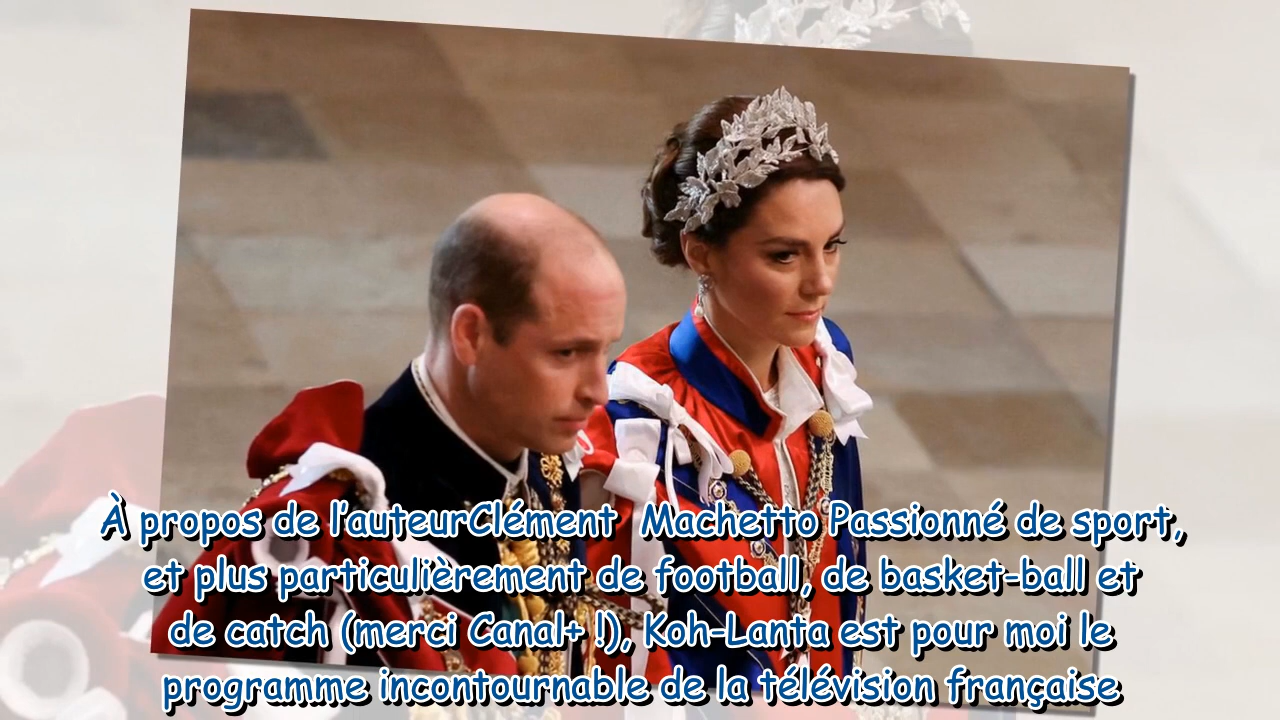 À propos de l'auteurClément  Machetto Passionné de sport,
et plus particulièrement de football, de basket-ball et
de catch (merci Canal+ !), Koh-Lanta est pour moi le
programme incontournable de la télévision française